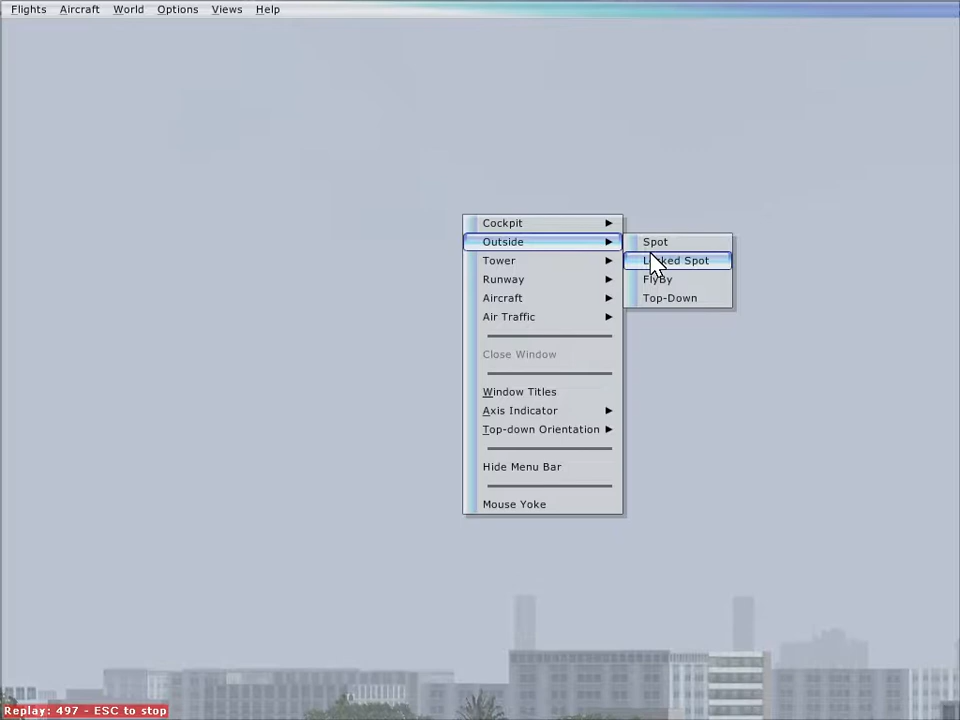 Flights Aircraft World Options Views Help
Cockpit
Outside
Tower
Runway
Aircraft
Air Traffic
Close Window
Window Titles
Axis Indicator
Top-down Orientation
Hide Menu Bar
Mouse Yoke
Spot
Locked Spot
FlyBy
Top-Down
Replay: 497 - ESC to stop